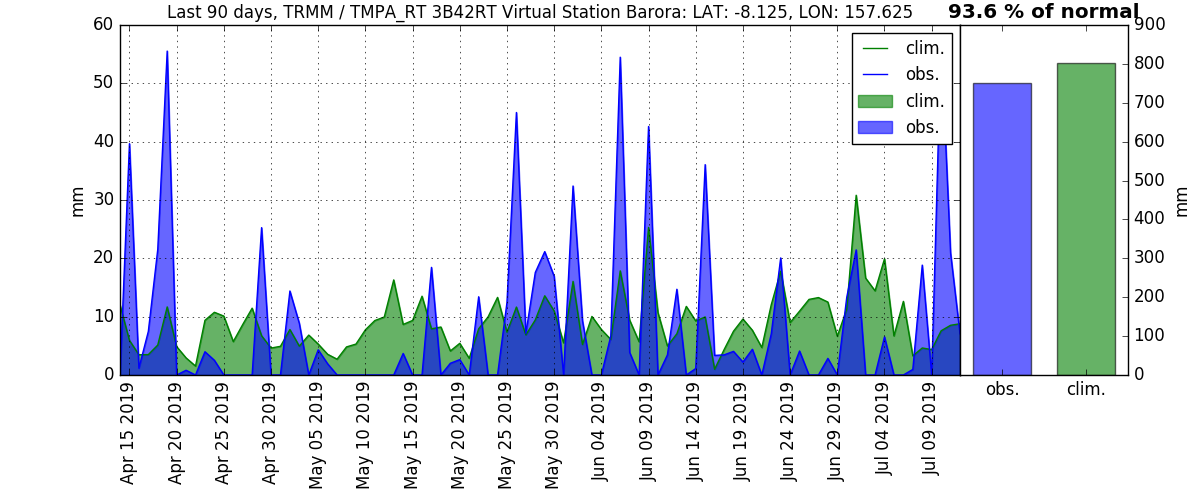 Last 90 days, TRMM / TMPA_RT 3B42RT Virtual Station Barora: LAT: -8.125, LON: 157.625
93.6 % of normal
60
50
40
30
20
10
0
mm
clim.
obs.
clim.
obs.
900
800
700
600
500
400
300
200
100
0
mm
Apr 15 2019
Apr 20 2019
Apr 25 2019
Apr 30 2019
May 05 2019
May 10 2019
May 15 2019
May 20 2019
May 25 2019
May 30 2019
Jun 04 2019
Jun 09 2019
Jun 14 2019
Jun 19 2019
Jun 24 2019
Jun 29 2019
Jul 04 2019
Jul 09 2019
obs.
clim.